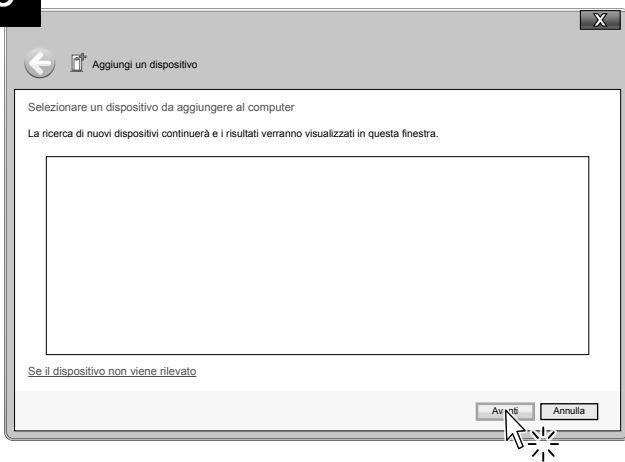 X
Aggiungi un dispositivo
Selezionare un dispositivo da aggiungere al computer
La ricerca di nuovi dispositivi continuerà e i risultati verranno visualizzati in questa finestra.
Se il dispositivo non viene rilevato
Avanti Annulla